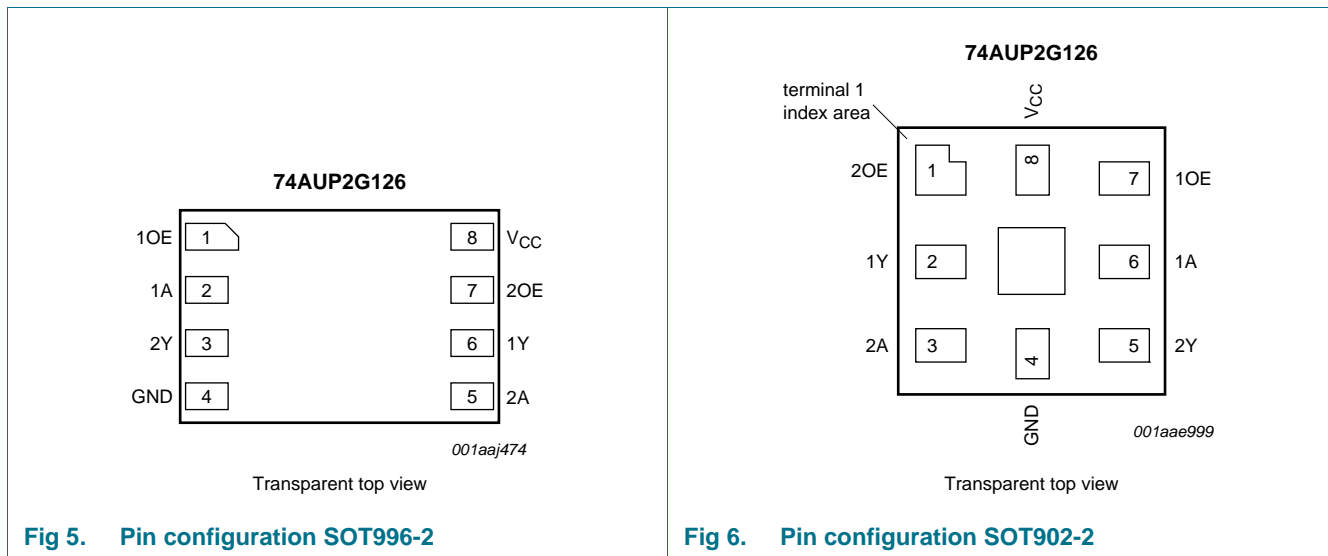 74AUP2G126
1OE 1 8 VCC
1A 2 7 2OE
2Y 3 6 1Y
GND 4 5 2A
001aaj474
Transparent top view
Fig 5. Pin configuration SOT996-2
74AUP2G126
terminal 1
index area
VCC
2OE 1 8 7 1OE
1Y 2 6 1A
2A 3 4 5 2Y
GND
001aae999
Transparent top view
Fig 6. Pin configuration SOT902-2